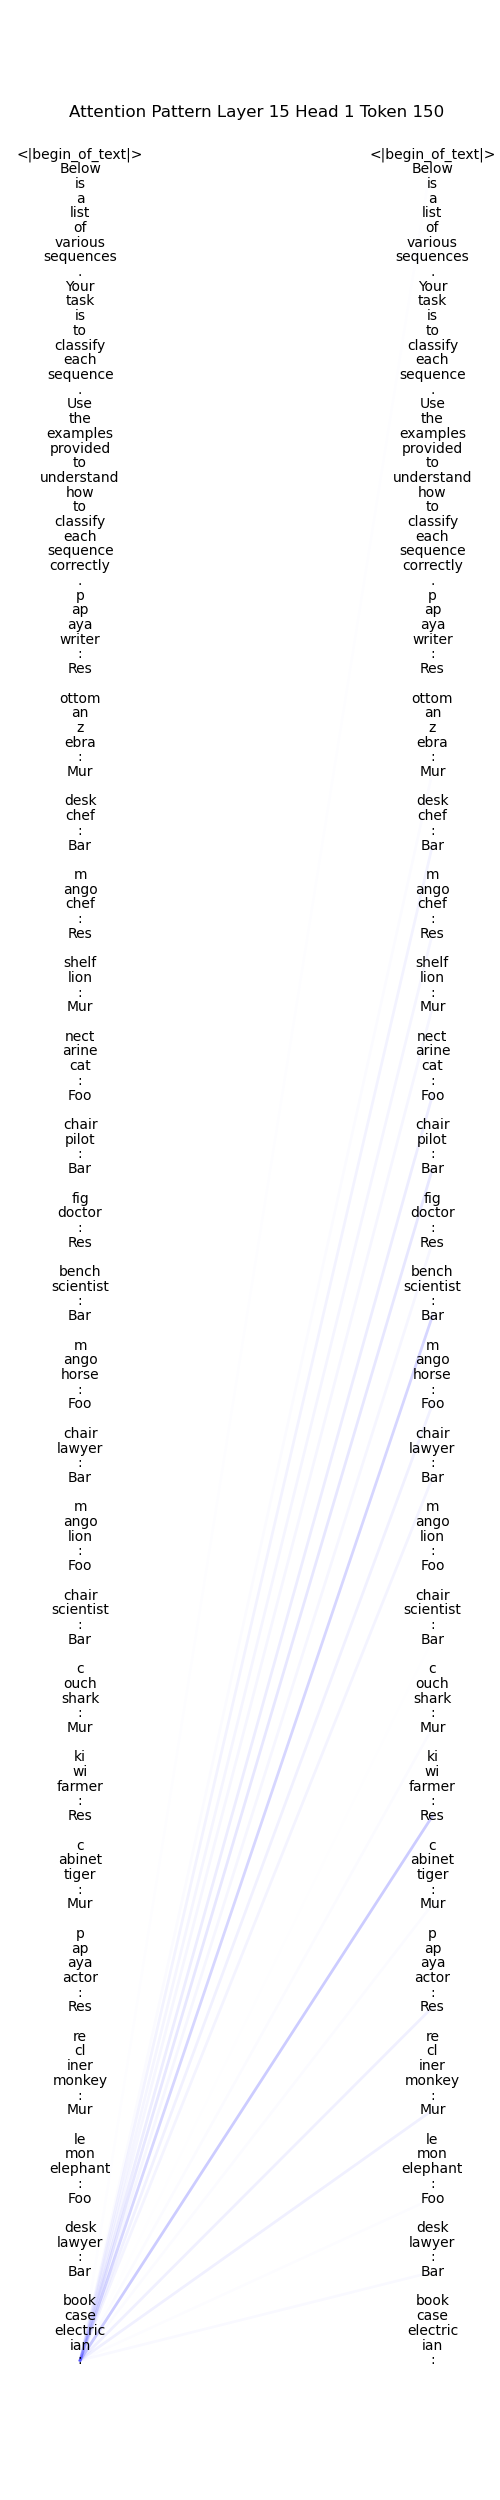 Attention Pattern Layer 15 Head 1 Token 150
<|begin_of_text|> <|begin_of_text|>
Below Below
is is
a a
list list
of of
various various
sequences sequences
. .
Your Your
task task
is is
to to
classify classify
each each
sequence sequence
. .
Use Use
the the
examples examples
provided provided
to to
understand understand
how how
to to
classify classify
each each
sequence sequence
correctly correctly
. .
p p
ap ap
aya aya
writer writer
: :
Res Res
ottom ottom
an an
z z
ebra ebra
: :
Mur Mur
desk desk
chef chef
: :
Bar Bar
m m
ango ango
chef chef
: :
Res Res
shelf shelf
lion lion
: :
Mur Mur
nect nect
arine arine
cat cat
: :
Foo Foo
chair chair
pilot pilot
: :
Bar Bar
fig fig
doctor doctor
: :
Res Res
bench bench
scientist scientist
: :
Bar Bar
m m
ango ango
horse horse
: :
Foo Foo
chair chair
lawyer lawyer
: :
Bar Bar
m m
ango ango
lion lion
: :
Foo Foo
chair chair
scientist scientist
: :
Bar Bar
c c
ouch ouch
shark shark
: :
Mur Mur
ki ki
wi wi
farmer farmer
: :
Res Res
c c
abinet abinet
tiger tiger
: :
Mur Mur
p p
ap ap
aya aya
actor actor
: :
Res Res
re re
cl cl
iner iner
monkey monkey
: :
Mur Mur
le le
mon mon
elephant elephant
: :
Foo Foo
desk desk
lawyer lawyer
: :
Bar Bar
book book
case case
electric electric
ian ian
: :